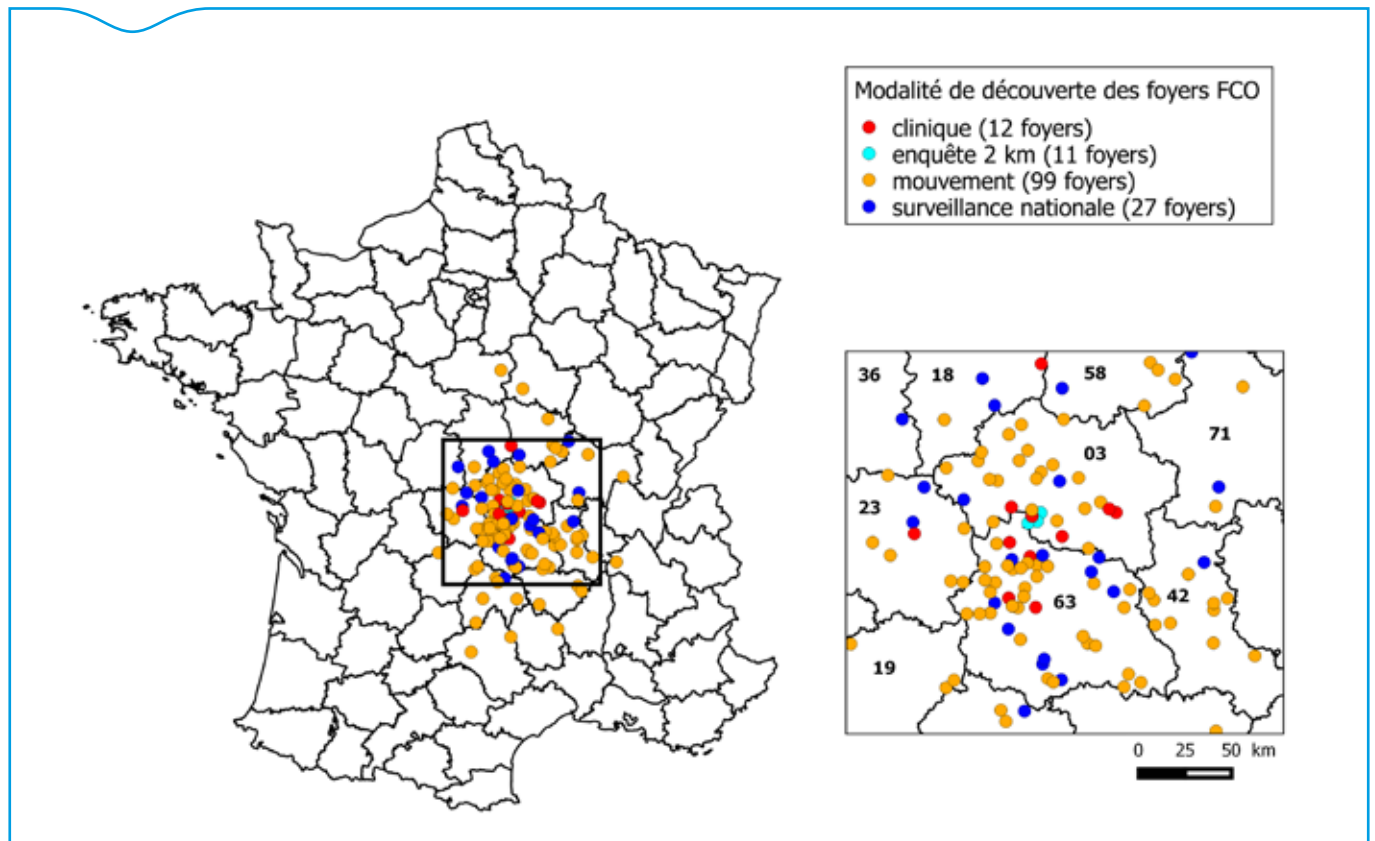 Modalité de découverte des foyers FCO
clinique (12 foyers)
enquête 2 km (11 foyers)
mouvement (99 foyers)
surveillance nationale (27 foyers)
36
18
58
71
03
23
63
42
19
0 25 50 km